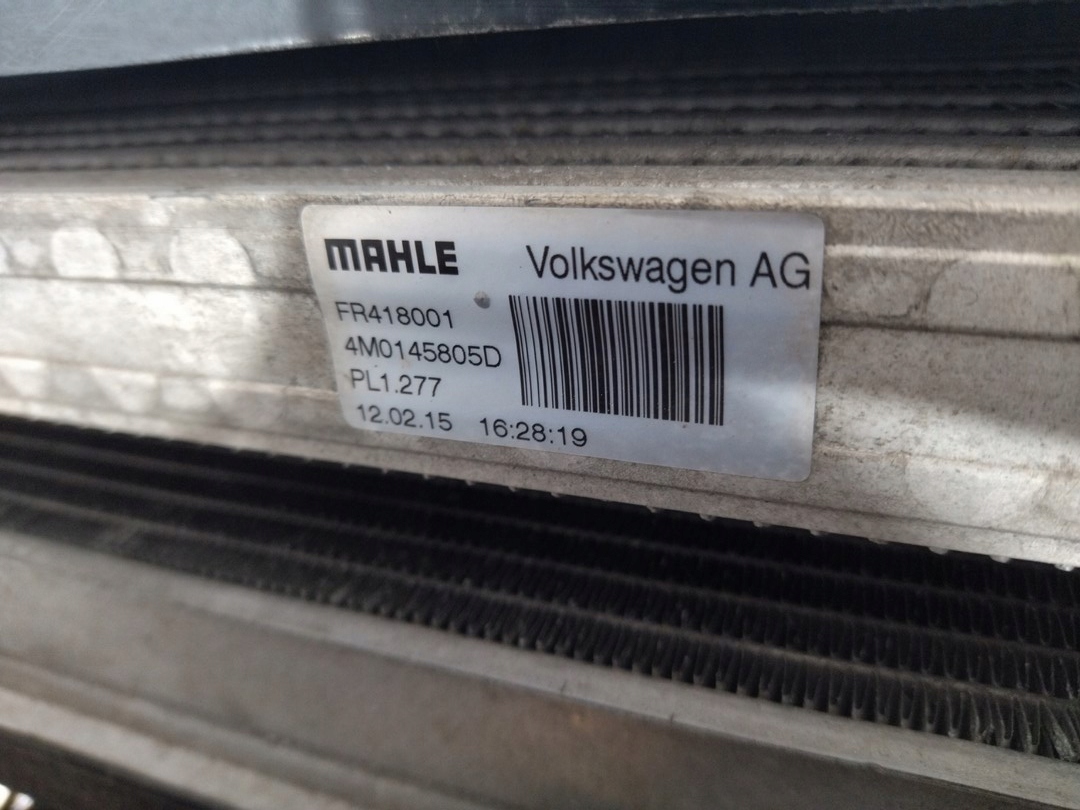 MAHLE Volkswagen AG
FR418001
4M0145805D
PL1.277
12.02.15 16:28:19